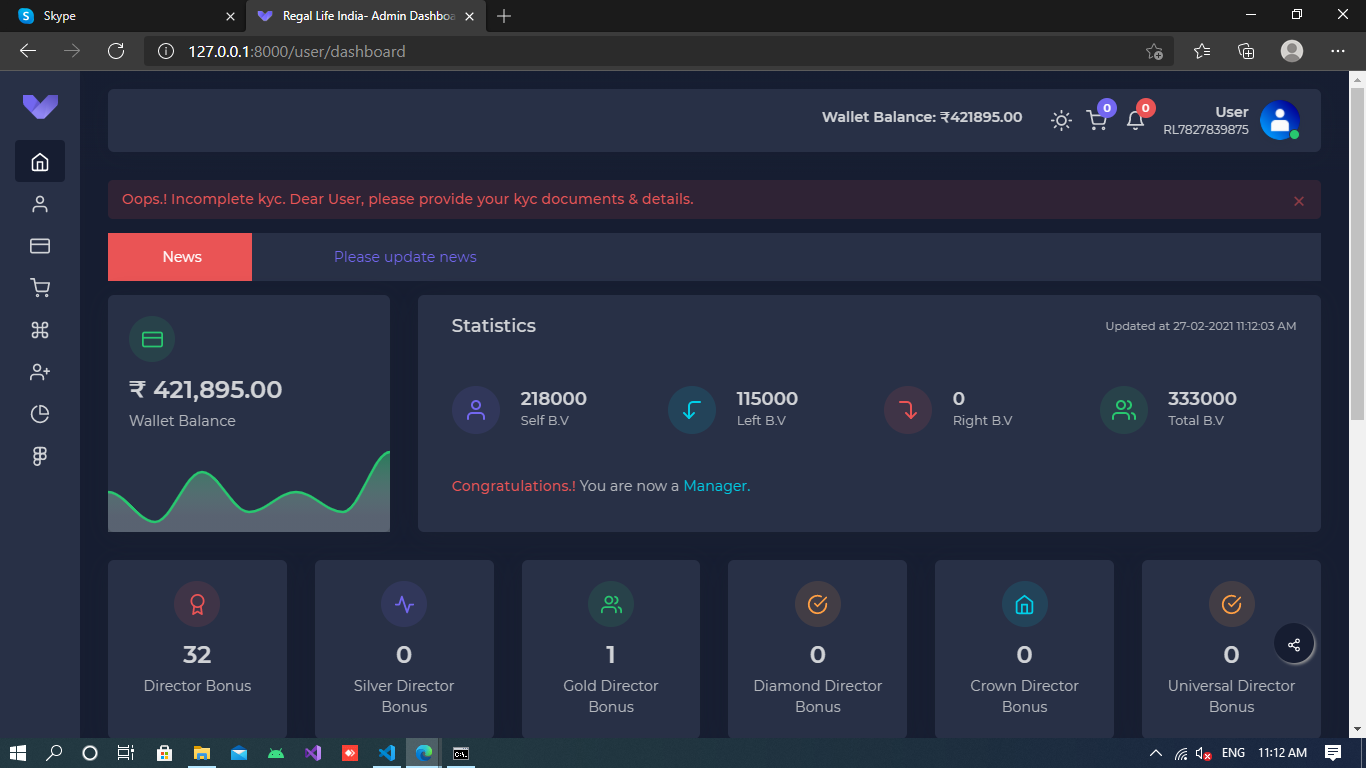 Skype
Regal Life India- Admin Dashboa
127.0.0.1:8000/user/dashboard
Wallet Balance: ₹421895.00
0
0
User
RL7827839875
Oops.! Incomplete kyc. Dear User, please provide your kyc documents & details.
News
Please update news
₹ 421,895.00
Wallet Balance
Statistics
Updated at 27-02-2021 11:12:03 AM
218000
Self B.V
115000
Left B.V
0
Right B.V
333000
Total B.V
Congratulations.! You are now a Manager.
32
Director Bonus
0
Silver Director
Bonus
1
Gold Director
Bonus
0
Diamond Director
Bonus
0
Crown Director
Bonus
0
Universal Director
Bonus
ENG
11:12 AM